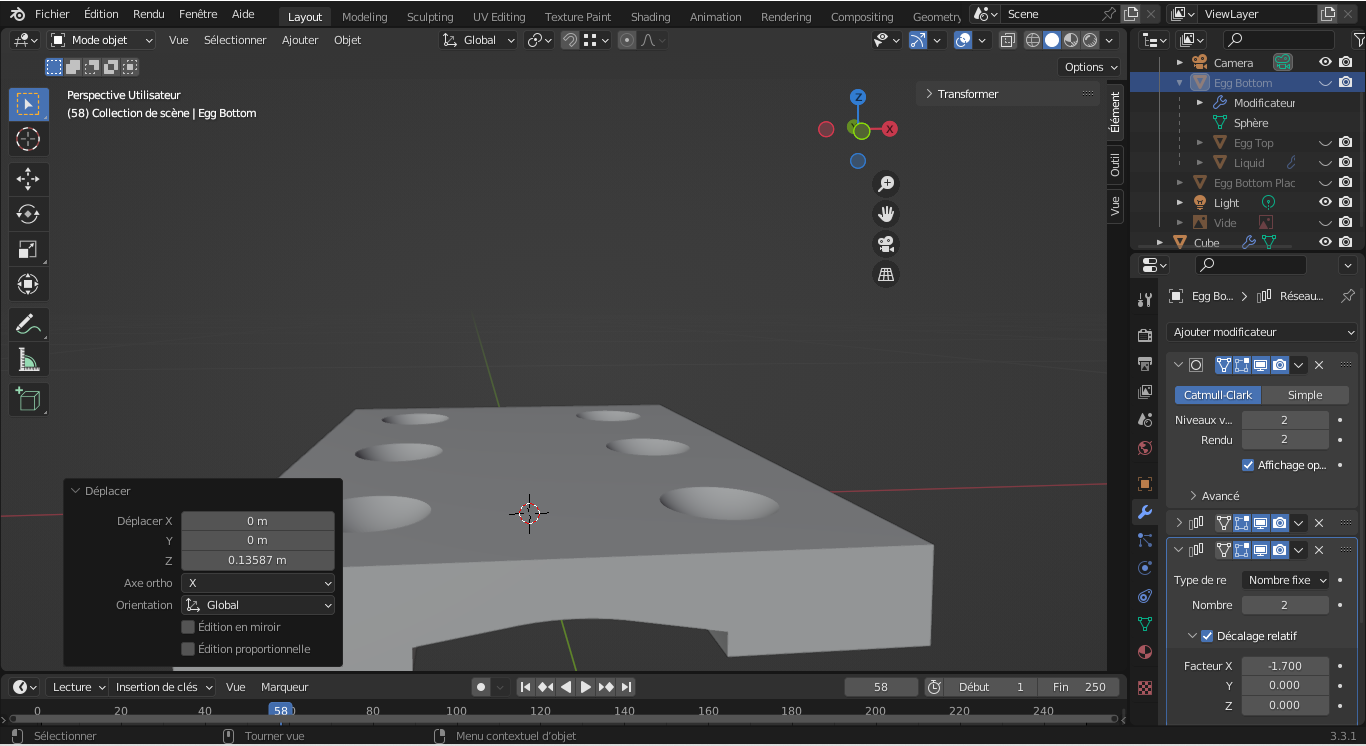 Fichier Édition Rendu Fenêtre Aide Layout Modeling Sculpting UV Editing Texture Paint Shading Animation Rendering Compositing Geometry Scene ViewLayer
Mode objet Vue Sélectionner Ajouter Objet Global
Options
Perspective Utilisateur
(58) Collection de scène | Egg Bottom
Transformer
Z
Y
X
Élément
Outil
Vue
Camera
Egg Bottom
Modificateur
Sphère
Egg Top
Liquid
Egg Bottom Plac
Light
Vide
Cube
Egg Bo... Réseau...
Ajouter modificateur
Catmull-Clark Simple
Niveaux v... 2
Rendu 2
Affichage op...
Avancé
Type de re Nombre fixe
Nombre 2
Décalage relatif
Facteur X -1.700
Y 0.000
Z 0.000
Déplacer
Déplacer X 0 m
Y 0 m
Z 0.13587 m
Axe ortho X
Orientation Global
Édition en miroir
Édition proportionnelle
Lecture Insertion de clés Vue Marqueur 58 Début 1 Fin 250
0 20 40 58 80 100 120 140 160 180 200 220 240
Sélectionner Tourner vue Menu contextuel d'objet 3.3.1